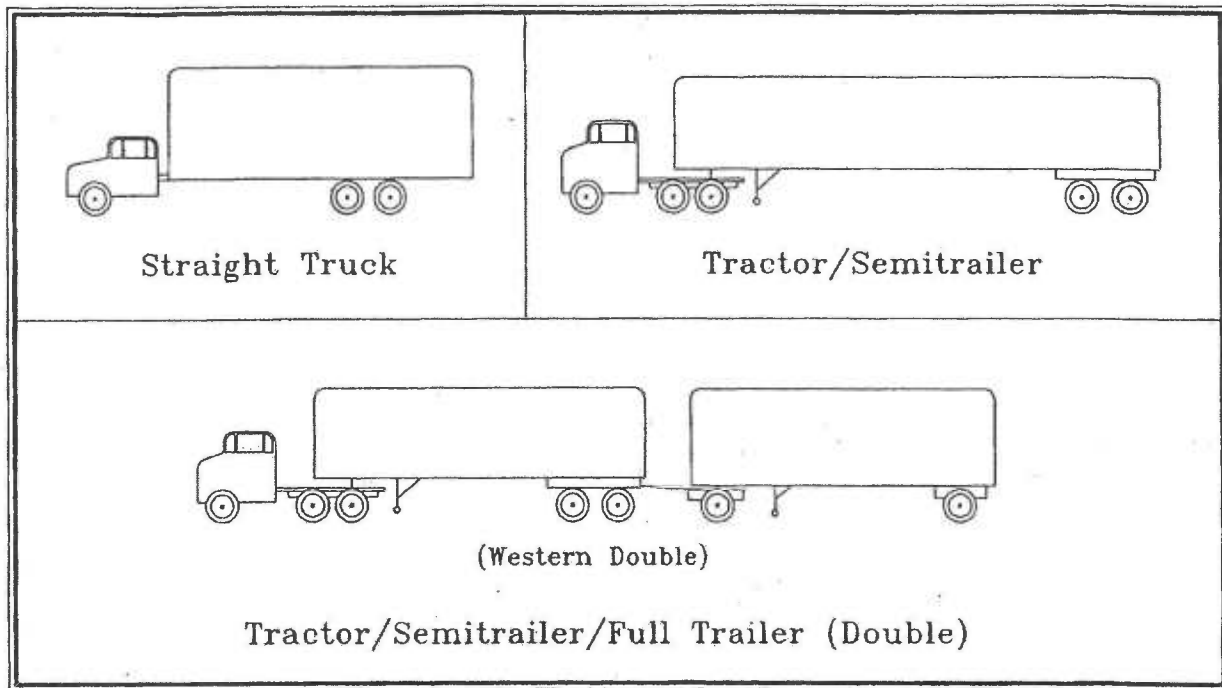 Straight Truck
Tractor/Semitrailer
(Western Double)
Tractor/Semitrailer/Full Trailer (Double)